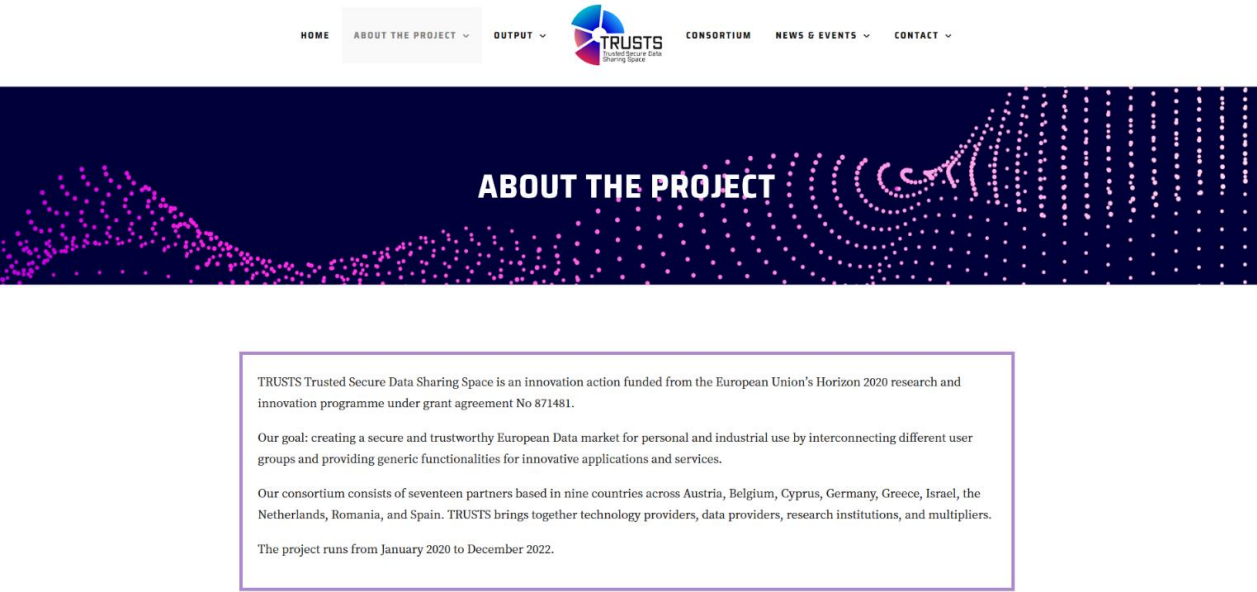 HOME
ABOUT THE PROJECT
OUTPUT
TRUSTS
Trusted Secure Data
Sharing Space
CONSORTIUM
NEWS & EVENTS
CONTACT
ABOUT THE PROJECT
TRUSTS Trusted Secure Data Sharing Space is an innovation action funded from the European Union’s Horizon 2020 research and
innovation programme under grant agreement No 871481.
Our goal: creating a secure and trustworthy European Data market for personal and industrial use by interconnecting different user
groups and providing generic functionalities for innovative applications and services.
Our consortium consists of seventeen partners based in nine countries across Austria, Belgium, Cyprus, Germany, Greece, Israel, the
Netherlands, Romania, and Spain. TRUSTS brings together technology providers, data providers, research institutions, and multipliers.
The project runs from January 2020 to December 2022.